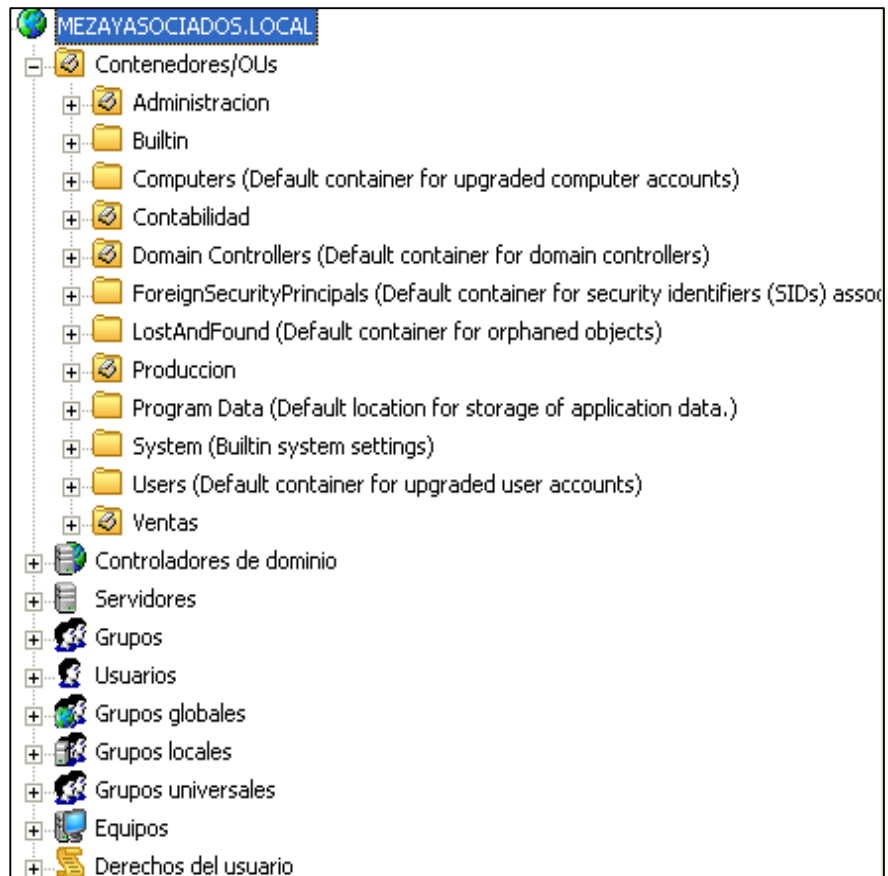 MEZAYASOCIADOS.LOCAL
Contenedores/OUs
Administracion
Builtin
Computers (Default container for upgraded computer accounts)
Contabilidad
Domain Controllers (Default container for domain controllers)
ForeignSecurityPrincipals (Default container for security identifiers (SIDs) asso
LostAndFound (Default container for orphaned objects)
Produccion
Program Data (Default location for storage of application data.)
System (Builtin system settings)
Users (Default container for upgraded user accounts)
Ventas
Controladores de dominio
Servidores
Grupos
Usuarios
Grupos globales
Grupos locales
Grupos universales
Equipos
Derechos del usuario